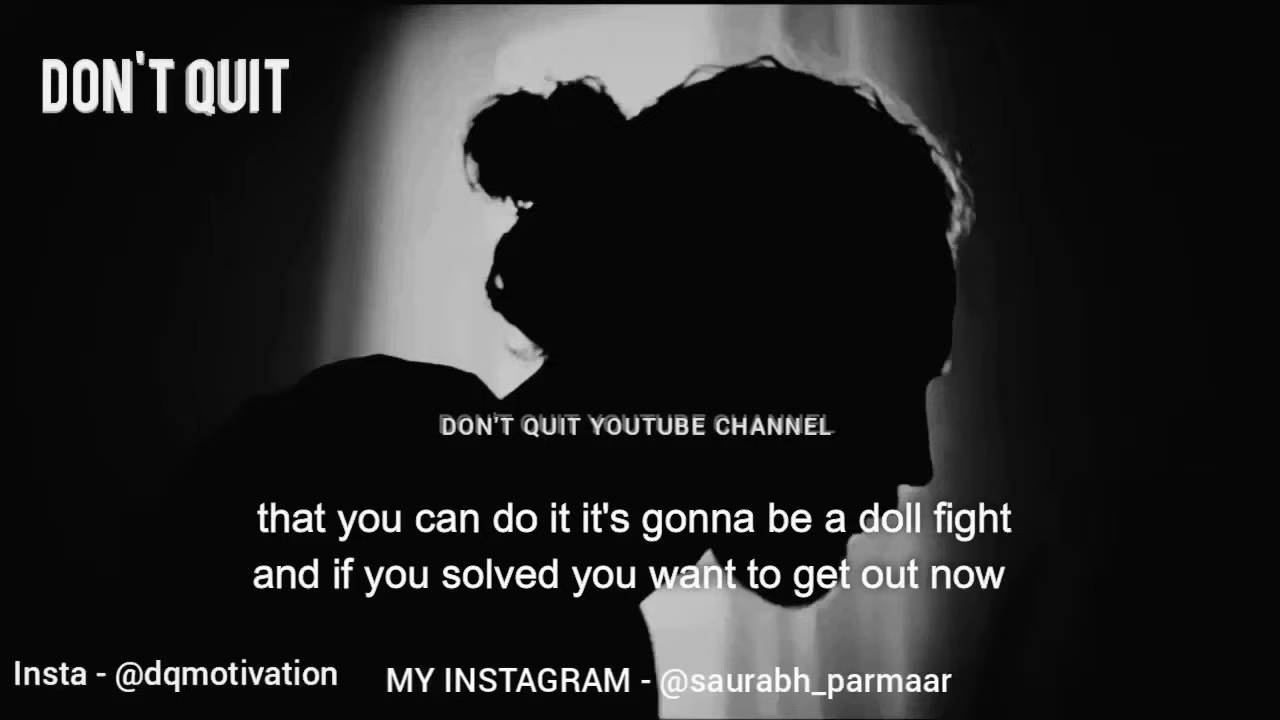 DON'T QUIT
DON'T QUIT YOUTUBE CHANNEL
that you can do it it's gonna be a doll fight
and if you solved you want to get out now
Insta - @dqmotivation
MY INSTAGRAM - @saurabh_parmaar